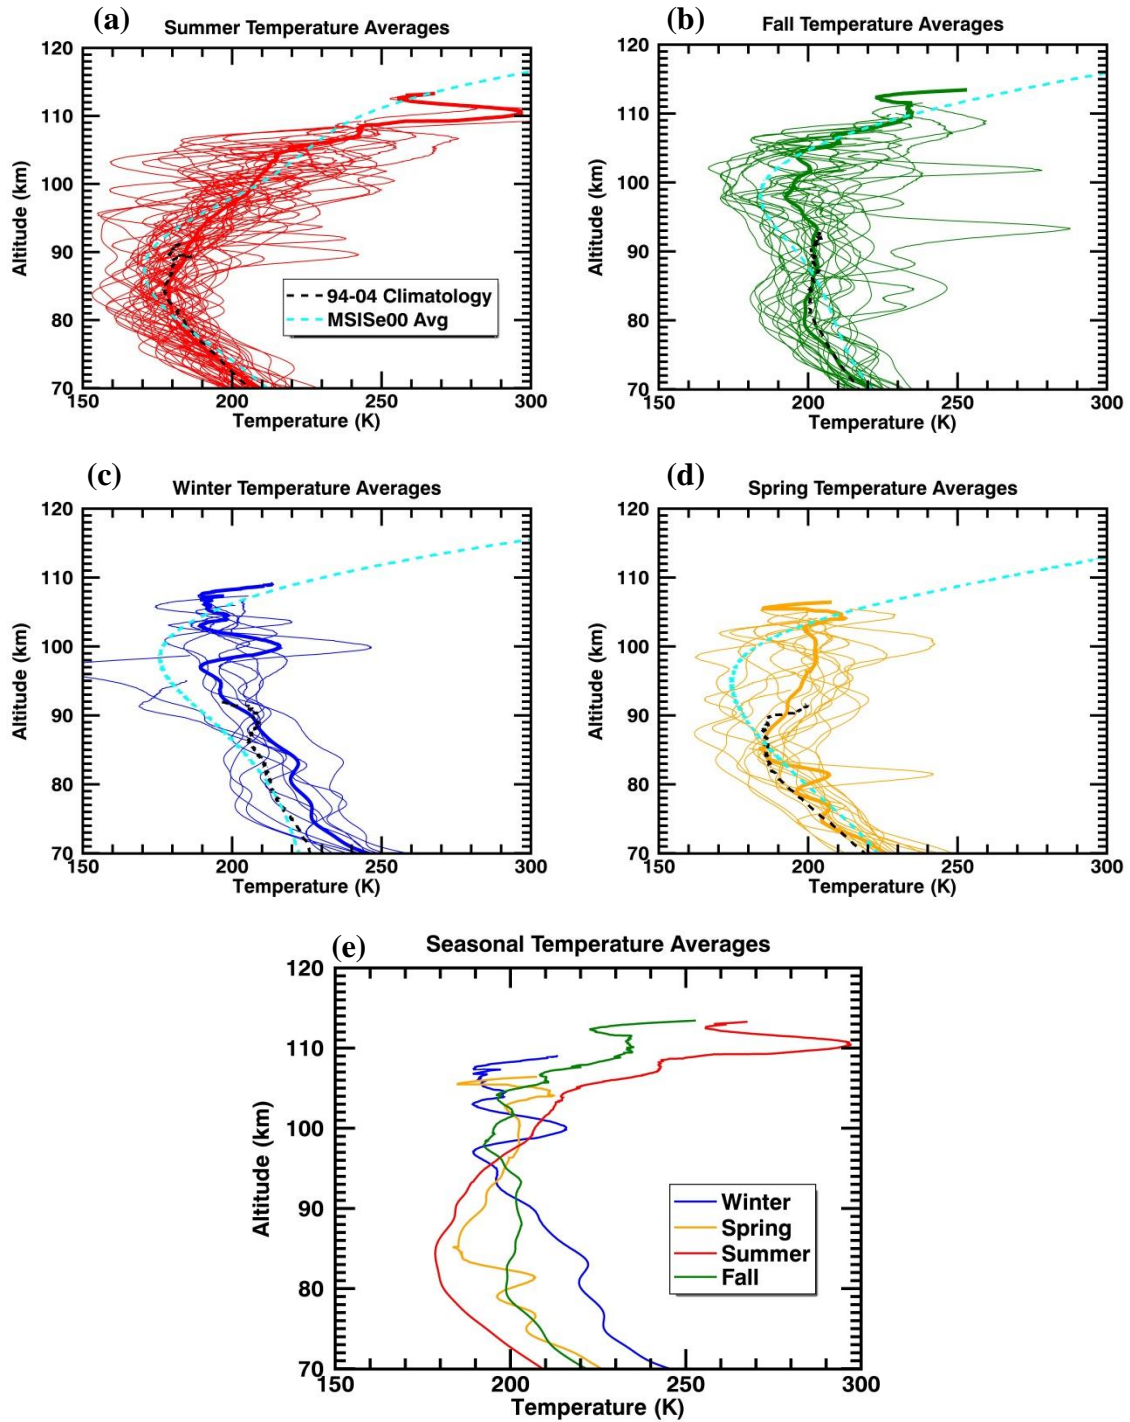 (a)
Summer Temperature Averages
120
110
100
90
80
70
Altitude (km)
94-04 Climatology
MSISe00 Avg
150
200
250
300
Temperature (K)
(b)
Fall Temperature Averages
120
110
100
90
80
70
Altitude (km)
150
200
250
300
Temperature (K)
(c)
Winter Temperature Averages
120
110
100
90
80
70
Altitude (km)
150
200
250
300
Temperature (K)
(d)
Spring Temperature Averages
120
110
100
90
80
70
Altitude (km)
150
200
250
300
Temperature (K)
(e)
Seasonal Temperature Averages
120
110
100
90
80
70
Altitude (km)
Winter
Spring
Summer
Fall
150
200
250
300
Temperature (K)